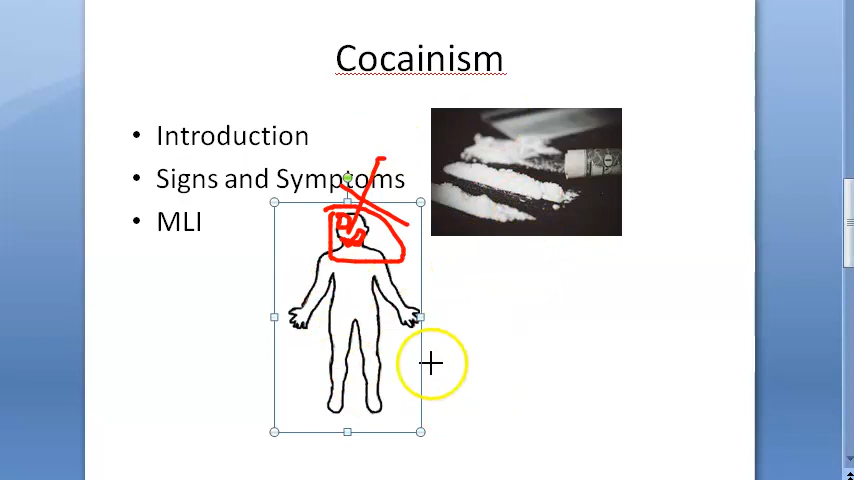 Cocainism
• Introduction
• Signs and Symptoms
• MLI